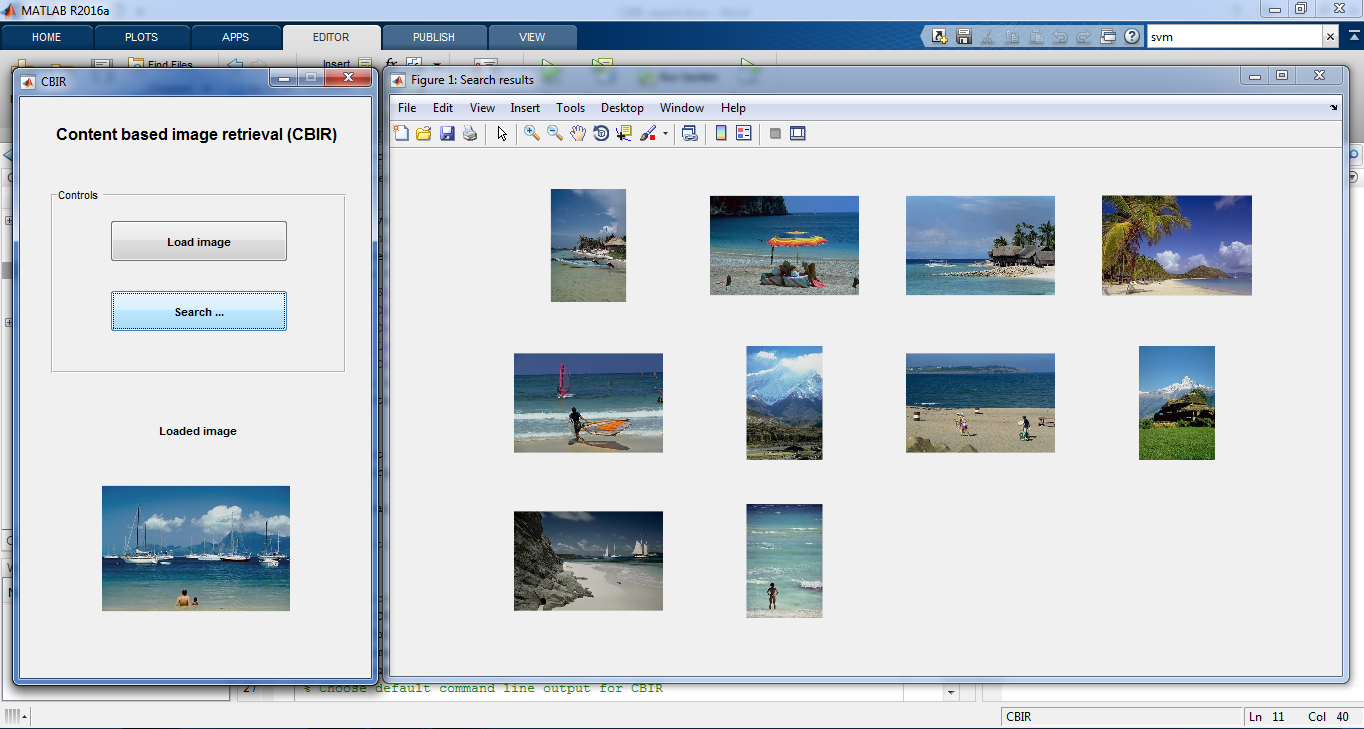 MATLAB R2016a
HOME PLOTS APPS EDITOR PUBLISH VIEW
svm
Find Files
Insert
fx
CBIR
Content based image retrieval (CBIR)
Controls
Load image
Search ...
Loaded image
Figure 1: Search results
File Edit View Insert Tools Desktop Window Help
27 % Choose default command line output for CBIR
CBIR
Ln 11 Col 40